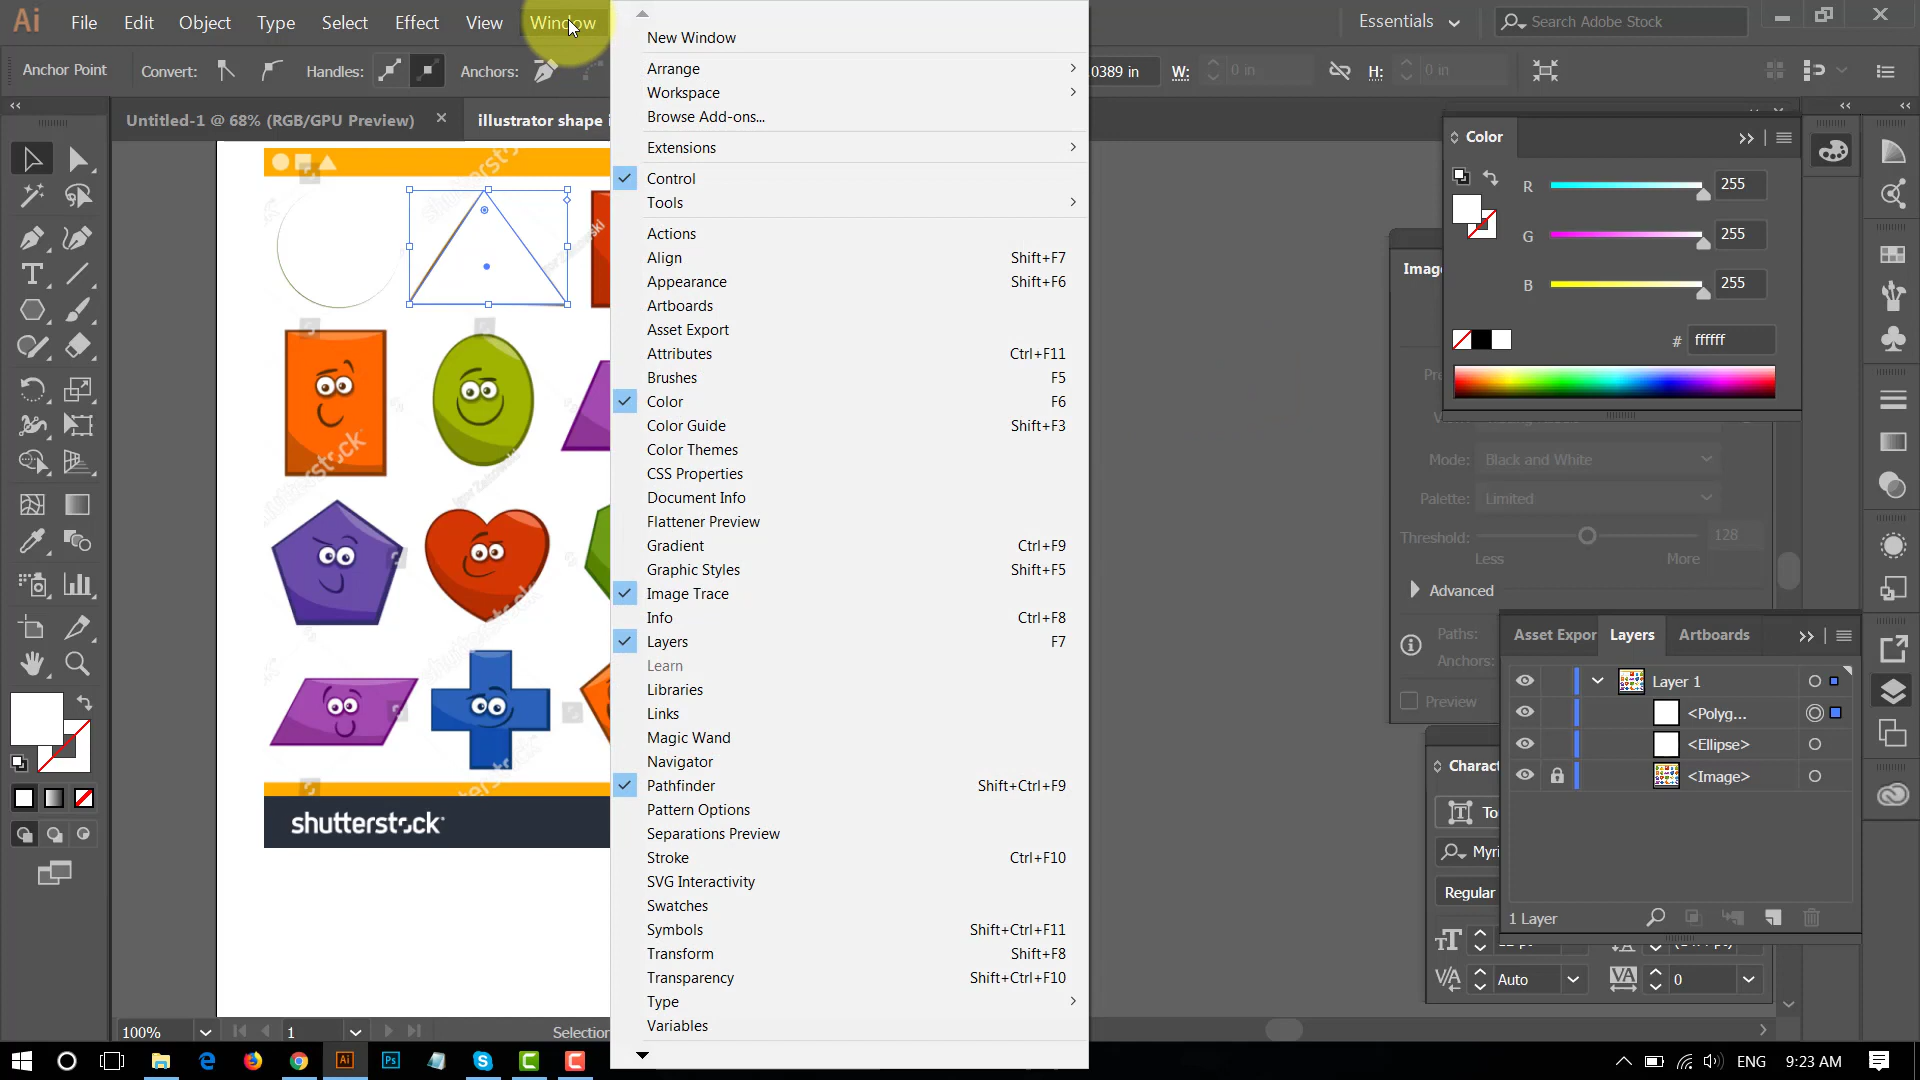 Ai File Edit Object Type Select Effect View Window
Essentials
Search Adobe Stock
Anchor Point
Convert:
Handles:
Anchors:
0389 in
W:
0 in
H:
0 in
Untitled-1 @ 68% (RGB/GPU Preview)
illustrator shape i
New Window
Arrange
Workspace
Browse Add-ons...
Extensions
Control
Tools
Actions
Align Shift+F7
Appearance Shift+F6
Artboards
Asset Export
Attributes Ctrl+F11
Brushes F5
Color F6
Color Guide Shift+F3
Color Themes
CSS Properties
Document Info
Flattener Preview
Gradient Ctrl+F9
Graphic Styles Shift+F5
Image Trace
Info Ctrl+F8
Layers F7
Learn
Libraries
Links
Magic Wand
Navigator
Pathfinder Shift+Ctrl+F9
Pattern Options
Separations Preview
Stroke Ctrl+F10
SVG Interactivity
Swatches
Symbols Shift+Ctrl+F11
Transform Shift+F8
Transparency Shift+Ctrl+F10
Type
Variables
Color
R 255
G 255
B 255
# ffffff
Imag
Pre
Mode: Black and White
Palette: Limited
Threshold: 128
Less More
Advanced
Paths:
Anchors:
Preview
Asset Expor Layers Artboards
Layer 1
<Polyg...
<Ellipse>
<Image>
1 Layer
Charac
To
Myri
Regular
Auto
0
shutterstock
shutterstock
100%
1
Selection
ENG
9:23 AM